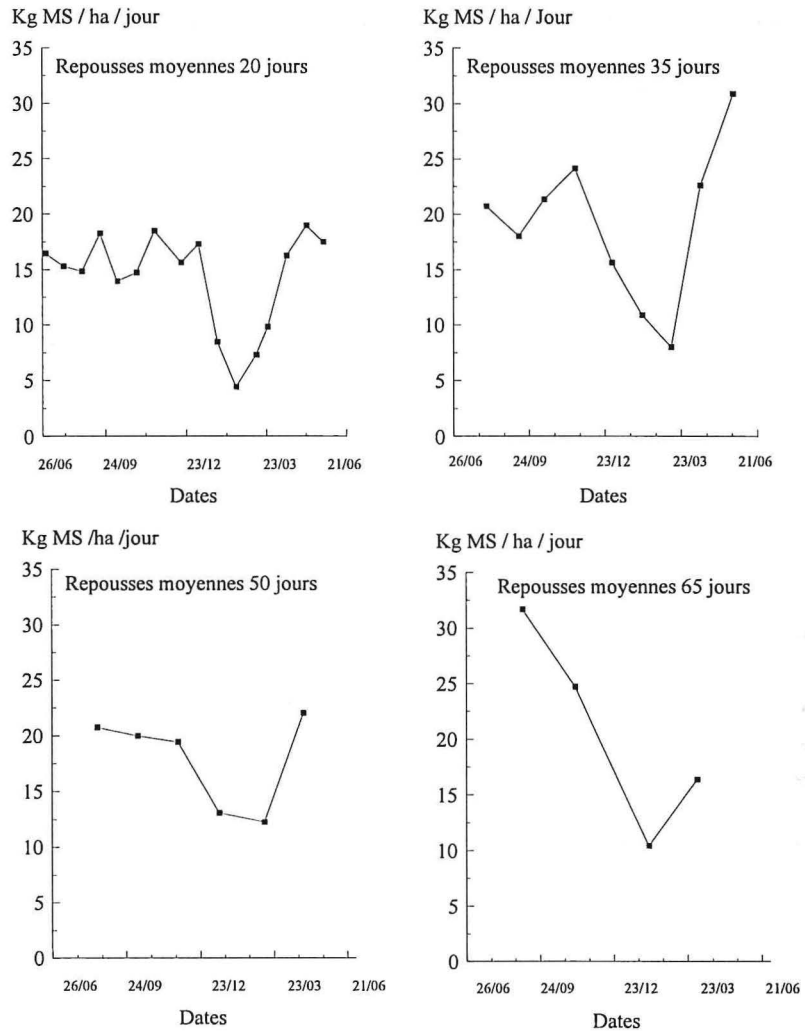 Kg MS / ha / jour
Repousses moyennes 20 jours
35
30
25
20
15
10
5
0
26/06 24/09 23/12 23/03 21/06
Dates
Kg MS / ha / Jour
Repousses moyennes 35 jours
35
30
25
20
15
10
5
0
26/06 24/09 23/12 23/03 21/06
Dates
Kg MS /ha /jour
Repousses moyennes 50 jours
35
30
25
20
15
10
5
0
26/06 24/09 23/12 23/03 21/06
Dates
Kg MS / ha / jour
Repousses moyennes 65 jours
35
30
25
20
15
10
5
0
26/06 24/09 23/12 23/03 21/06
Dates